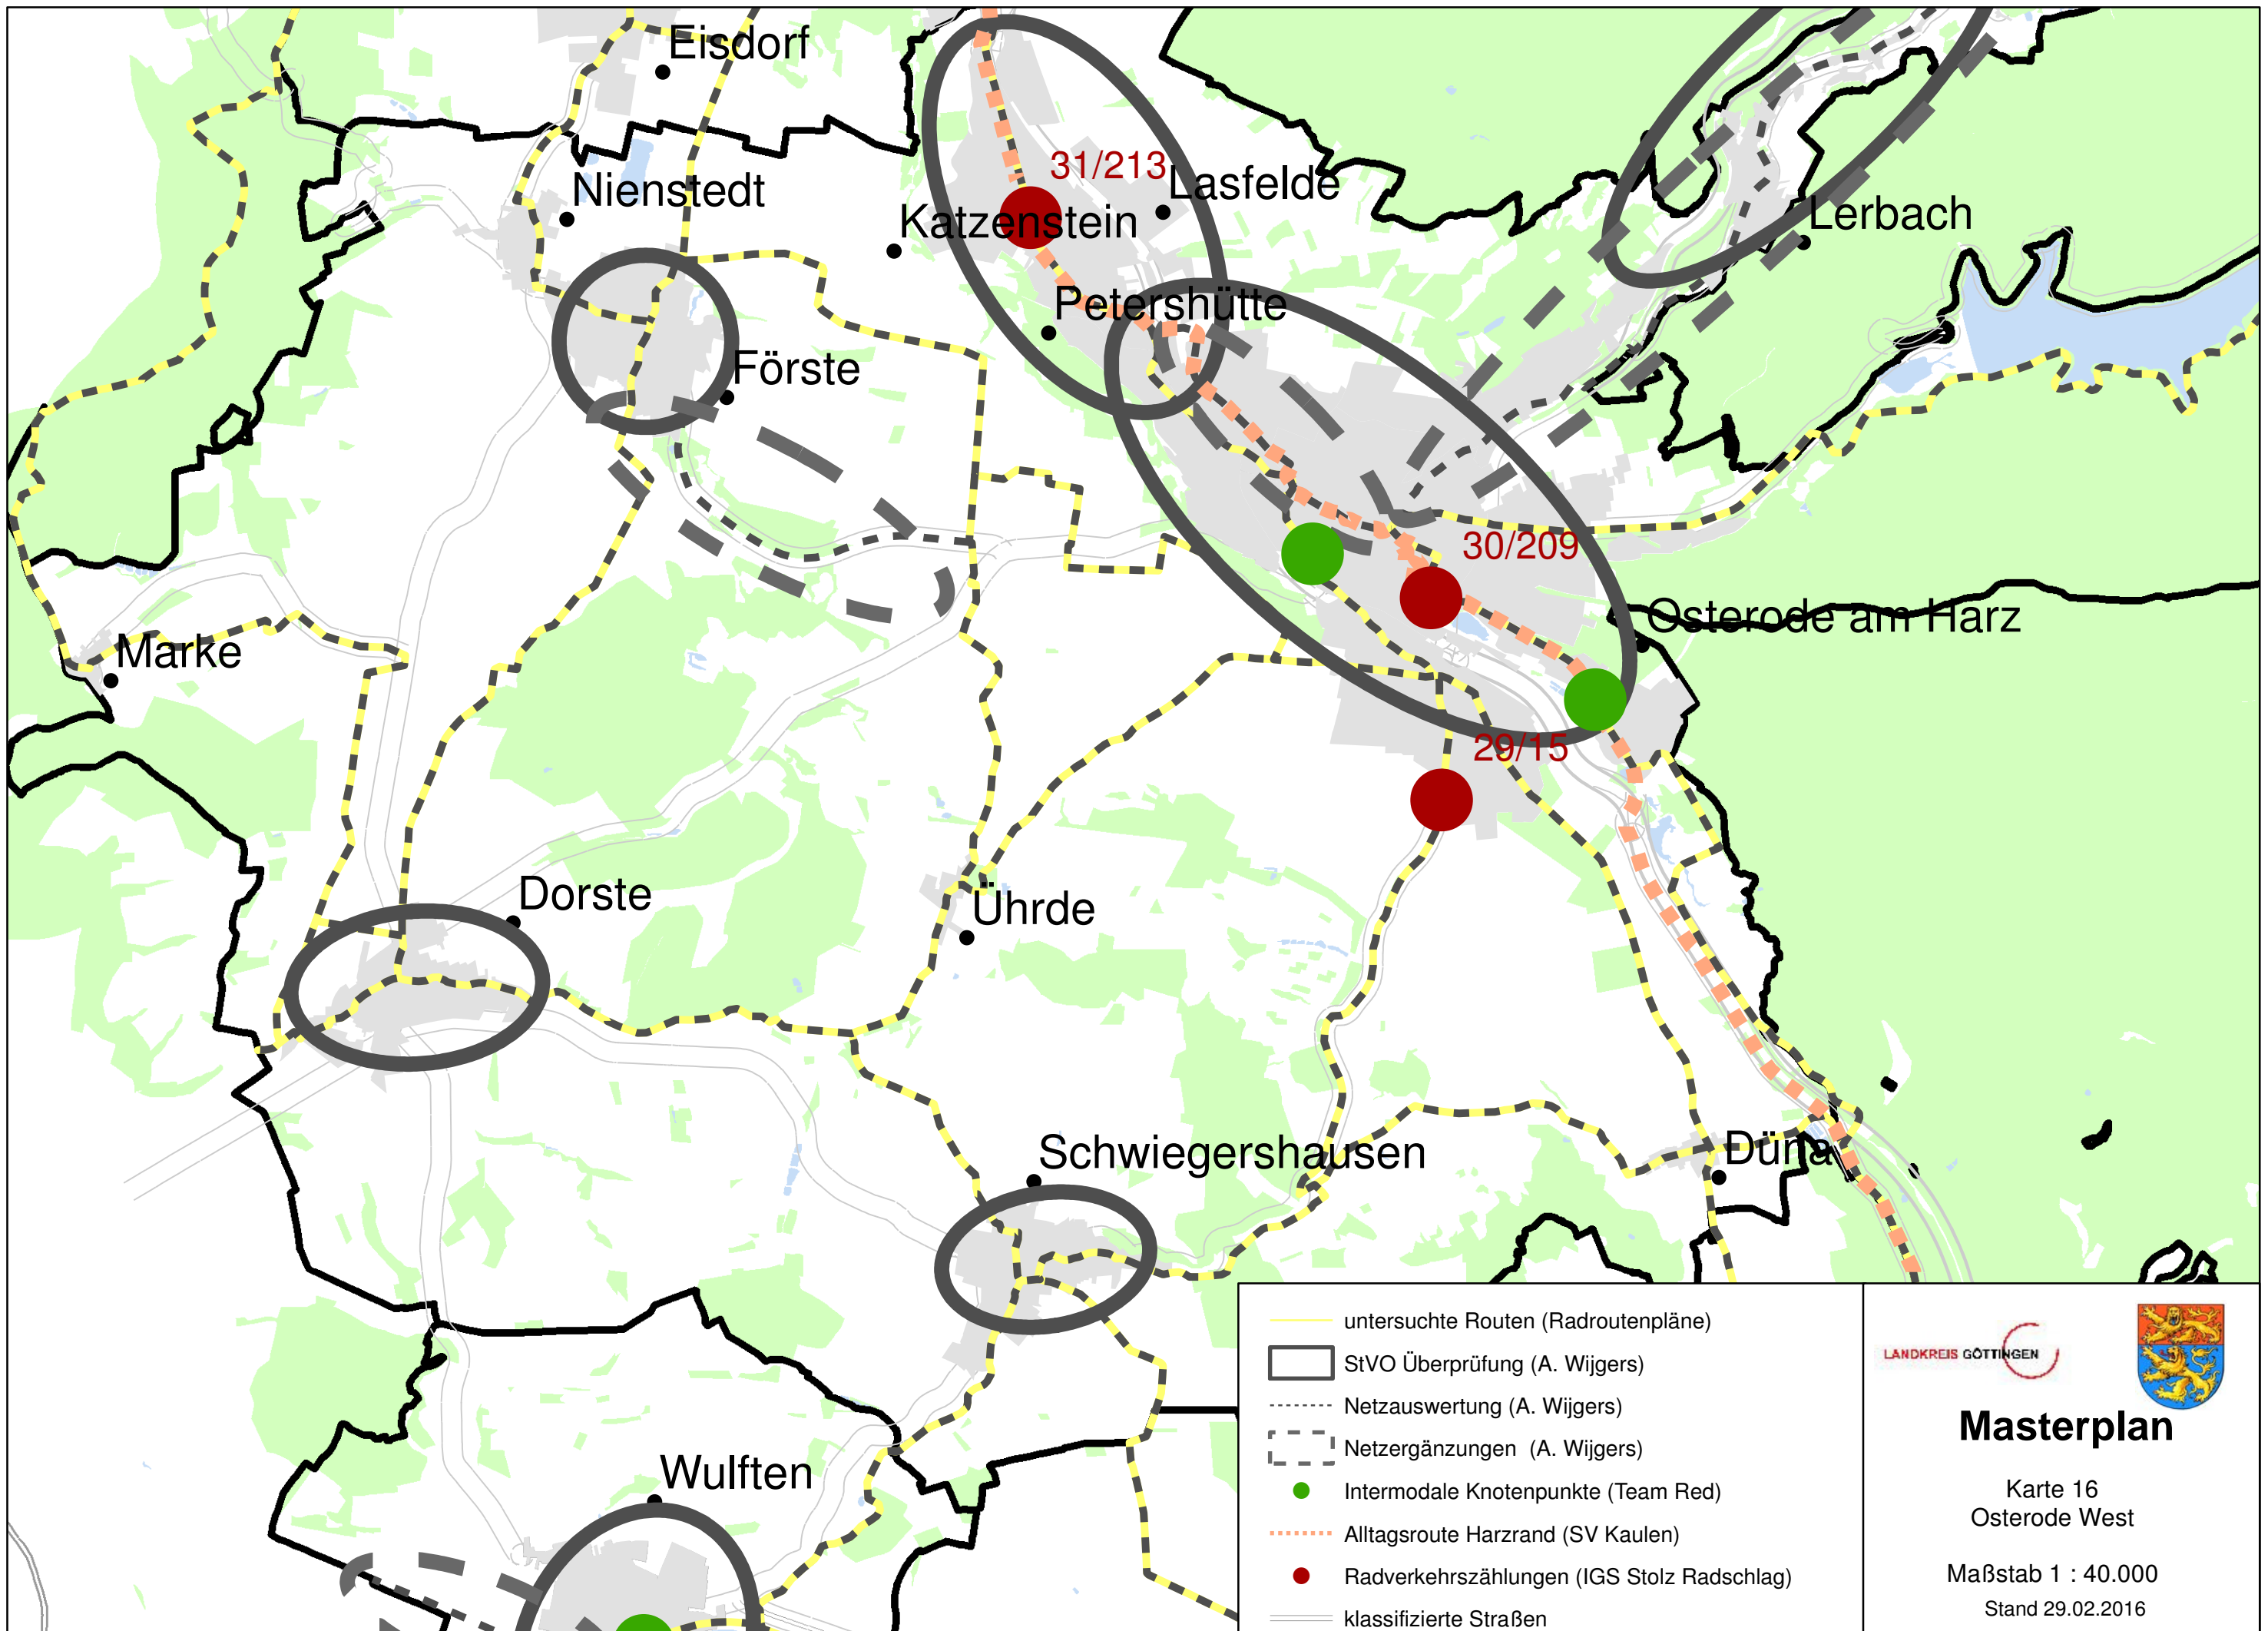 Eisdorf
31/213
Lasfelde
Nienstedt
Katzenstein
Lerbach
Petershütte
Förste
30/209
Osterode am Harz
Marke
29/15
Dorste
Ührde
Schwiegershausen
Düna
Wulften
untersuchte Routen (Radroutenpläne)
StVO Überprüfung (A. Wijgers)
Netzauswertung (A. Wijgers)
Netzergänzungen (A. Wijgers)
Intermodale Knotenpunkte (Team Red)
Alltagsroute Harzrand (SV Kaulen)
Radverkehrszählungen (IGS Stolz Radschlag)
klassifizierte Straßen
LANDKREIS GÖTTINGEN
Masterplan
Karte 16
Osterode West
Maßstab 1 : 40.000
Stand 29.02.2016